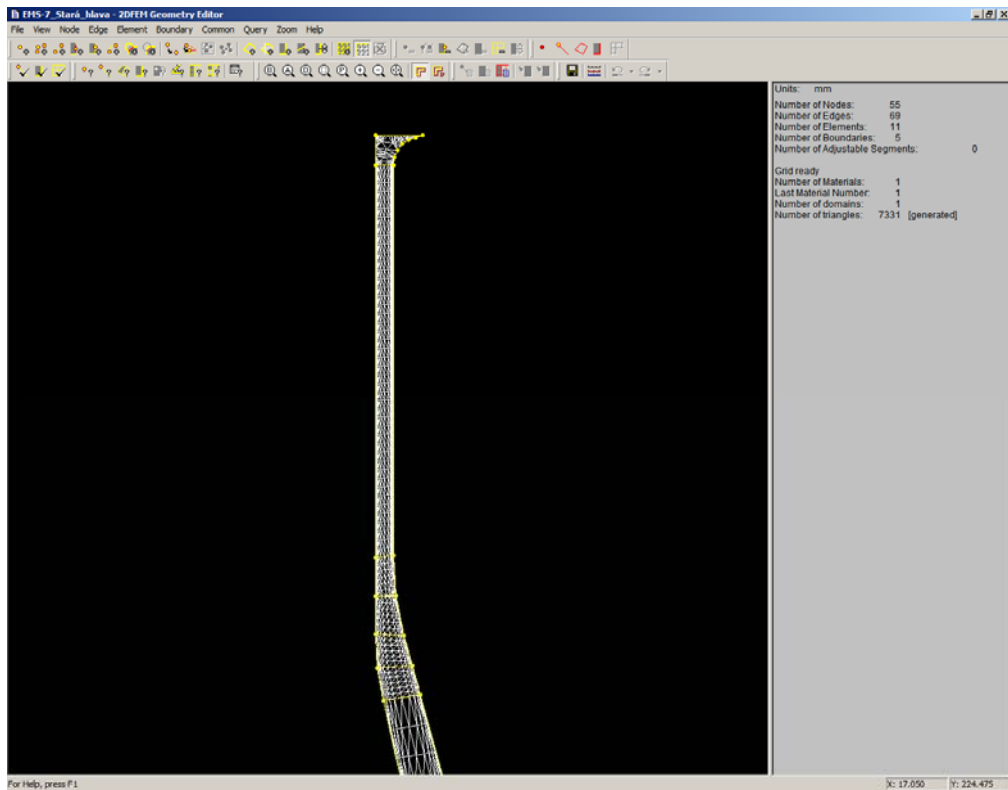 EMS-7_Stará_hlava - 2DFEM Geometry Editor
File View Node Edge Element Boundary Common Query Zoom Help
Units: mm
Number of Nodes: 55
Number of Edges: 69
Number of Elements: 11
Number of Boundaries: 5
Number of Adjustable Segments: 0
Grid ready
Number of Materials: 1
Last Material Number: 1
Number of domains: 1
Number of triangles: 7331 [generated]
For Help, press F1
X: 17.050 Y: 224.475